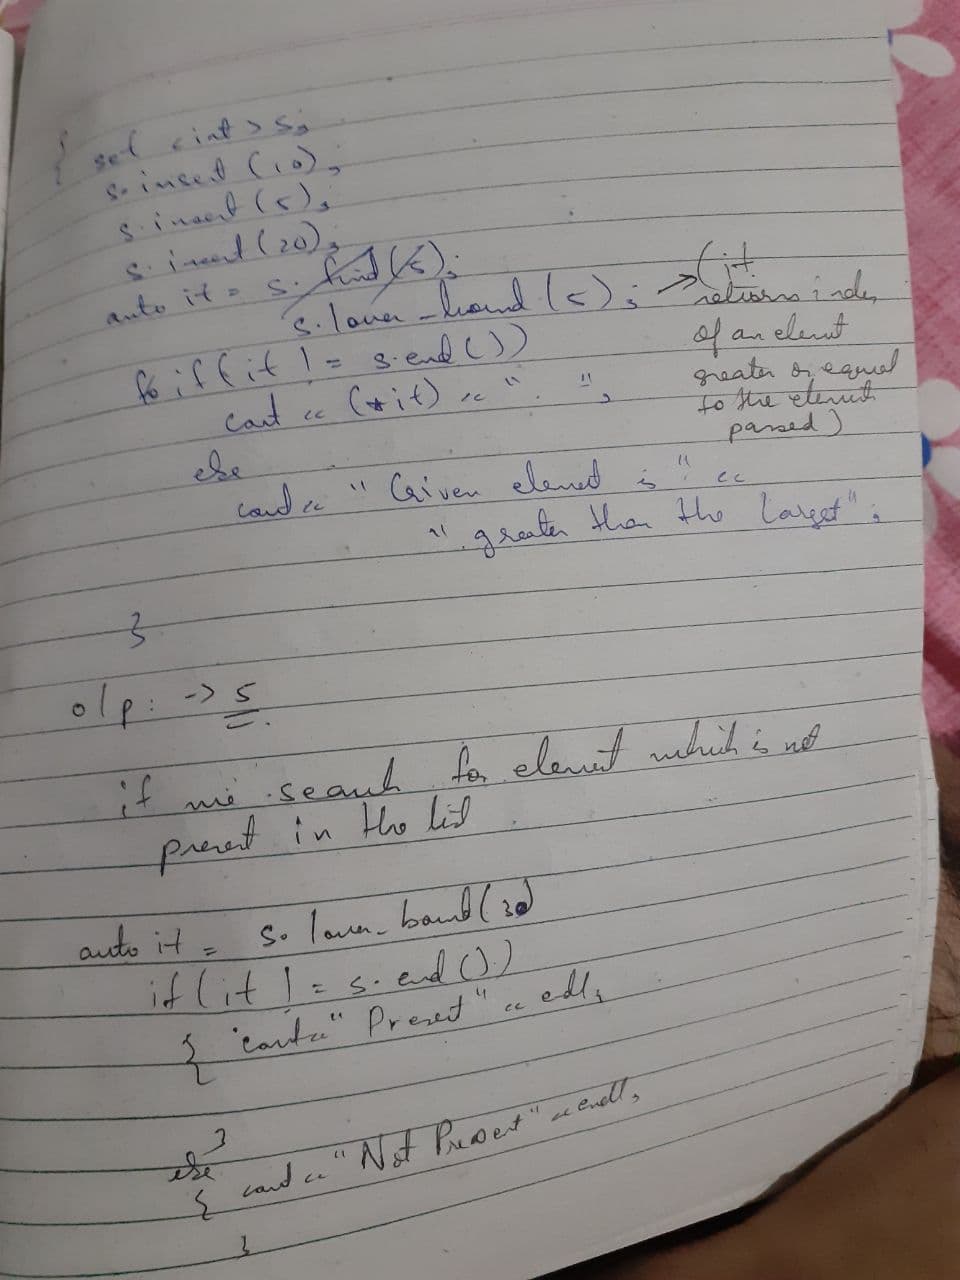 { set <int> s;
s.insert(10);
s.insert(5);
s.insert(20);
auto it = s.find(5);
s.lower_bound(5); → (it
returns index
of an element
greater or equal
to the element
passed)
if(it != s.end())
cout << (*it) << " ";
else
cout << "Given element is" <<
"greater than the largest";
}
o/p: -> 5
if we search for element which is not
present in the list
auto it = s.lower_bound(30)
if(it != s.end())
{ cout<<"Present" << endl;
}
else
{ cout << "Not Present" << endl;
}